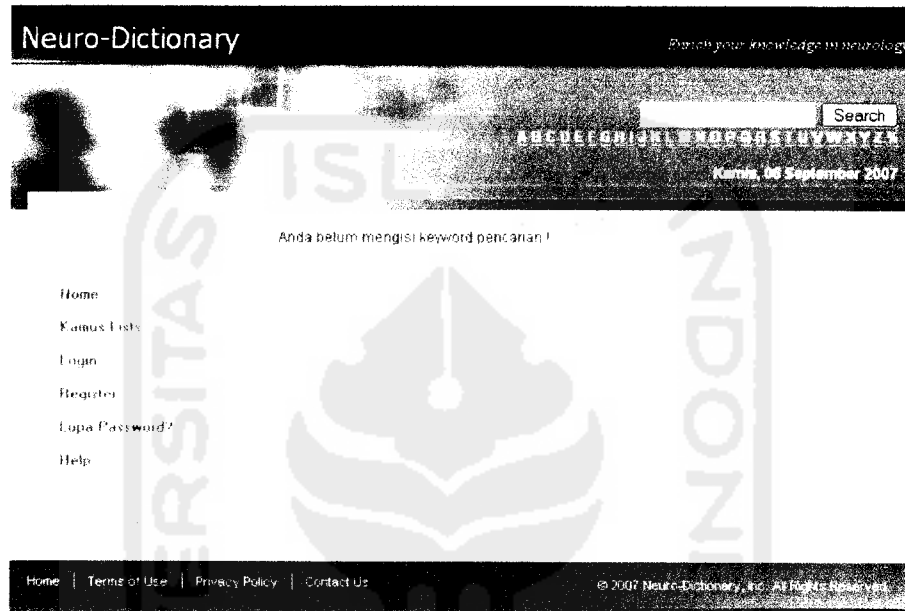 Neuro-Dictionary
Enrich your knowledge in neurology
Search
A B C D E F G H I J K L M N O P Q R S T U V W X Y Z
Kamis, 06 September 2007
Anda belum mengisi keyword pencarian !
Home
Kamus Lists
Login
Register
Lupa Password?
Help
Home | Terms of Use | Privacy Policy | Contact Us
© 2007 Neuro-Dictionary, Inc. All Rights Reserved.